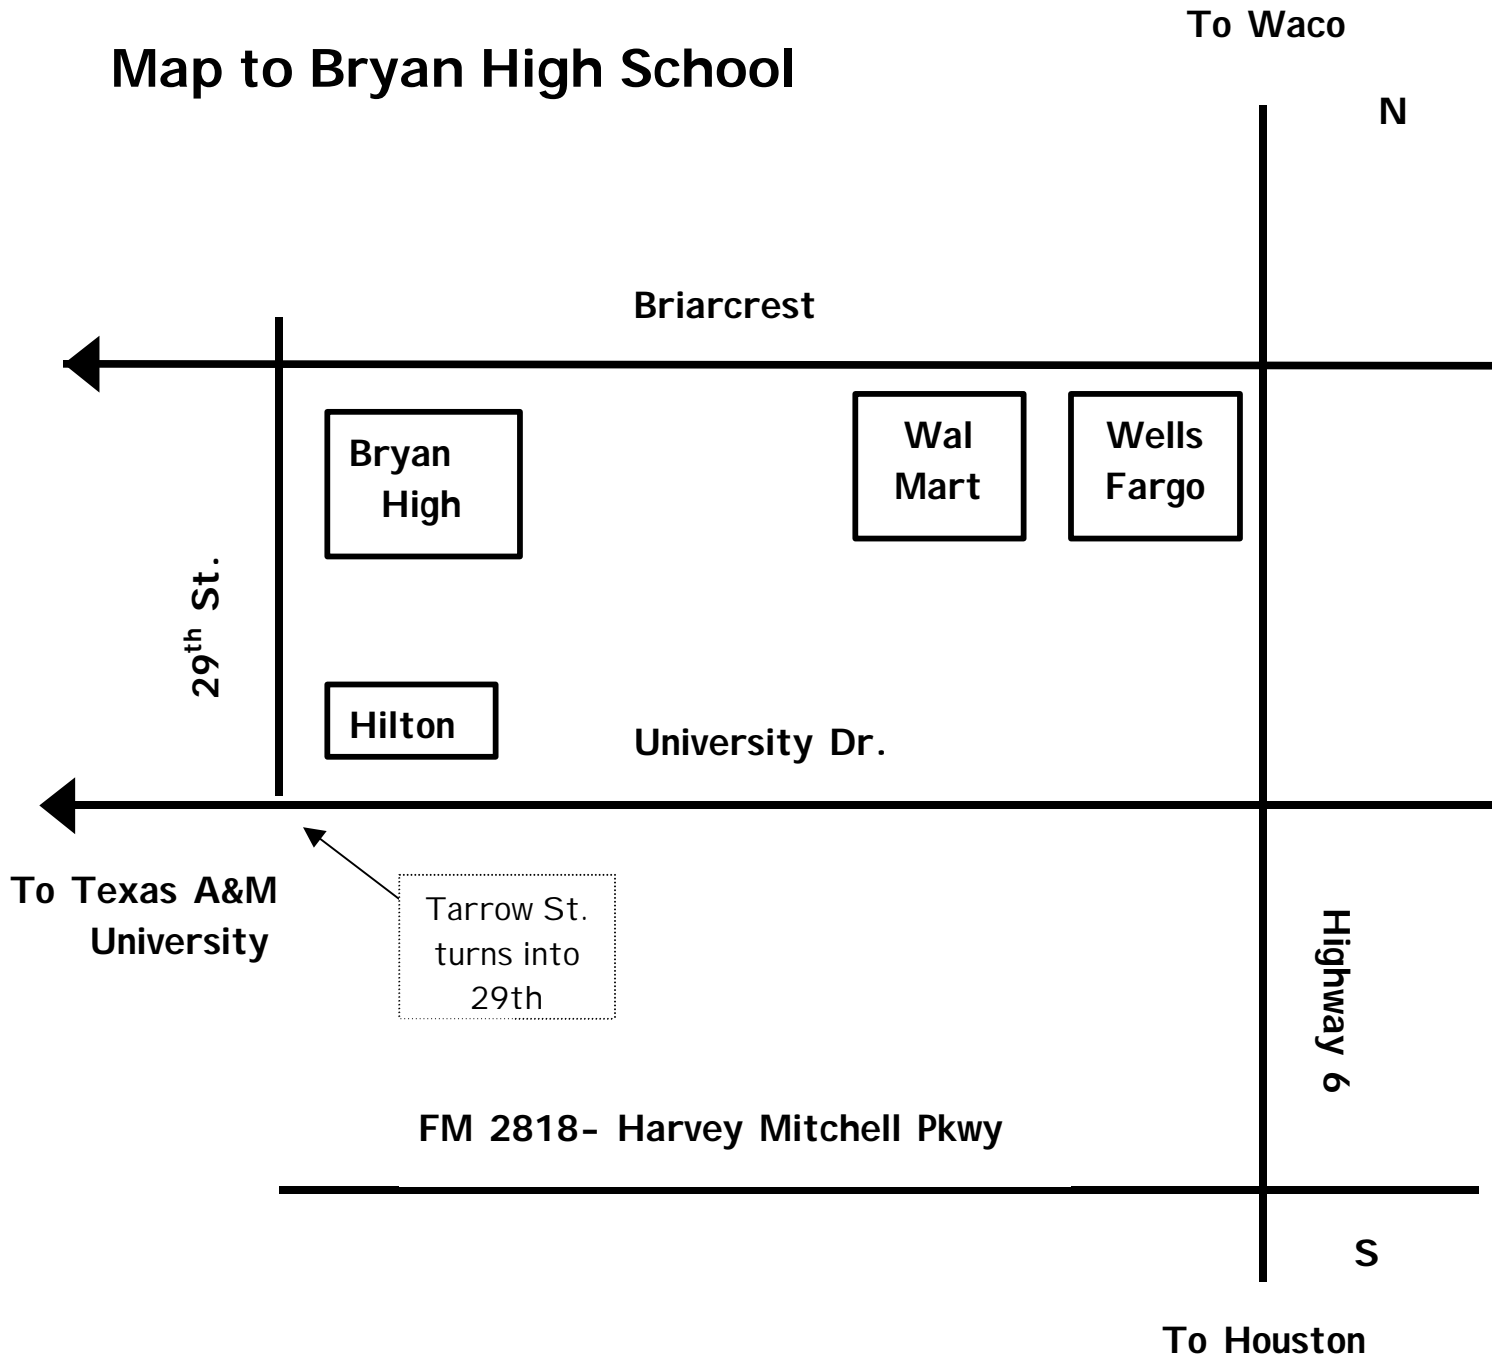 To Waco
Map to Bryan High School
N
Briarcrest
Bryan
High
Wal
Mart
Wells
Fargo
29th St.
Hilton
University Dr.
To Texas A&M
University
Tarrow St.
turns into
29th
Highway 6
FM 2818- Harvey Mitchell Pkwy
S
To Houston